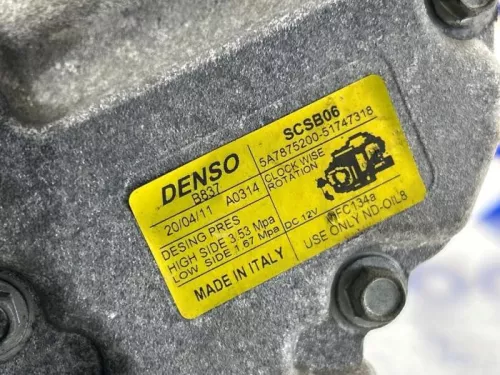 DENSO
SCSB06
B637
5A7875200-51747318
20/04/11 A0314
CLOCK WISE
ROTATION
DESING PRES
HIGH SIDE 3.53 Mpa
LOW SIDE 1.67 Mpa
DC 12V
HFC134a
USE ONLY ND-OIL8
MADE IN ITALY